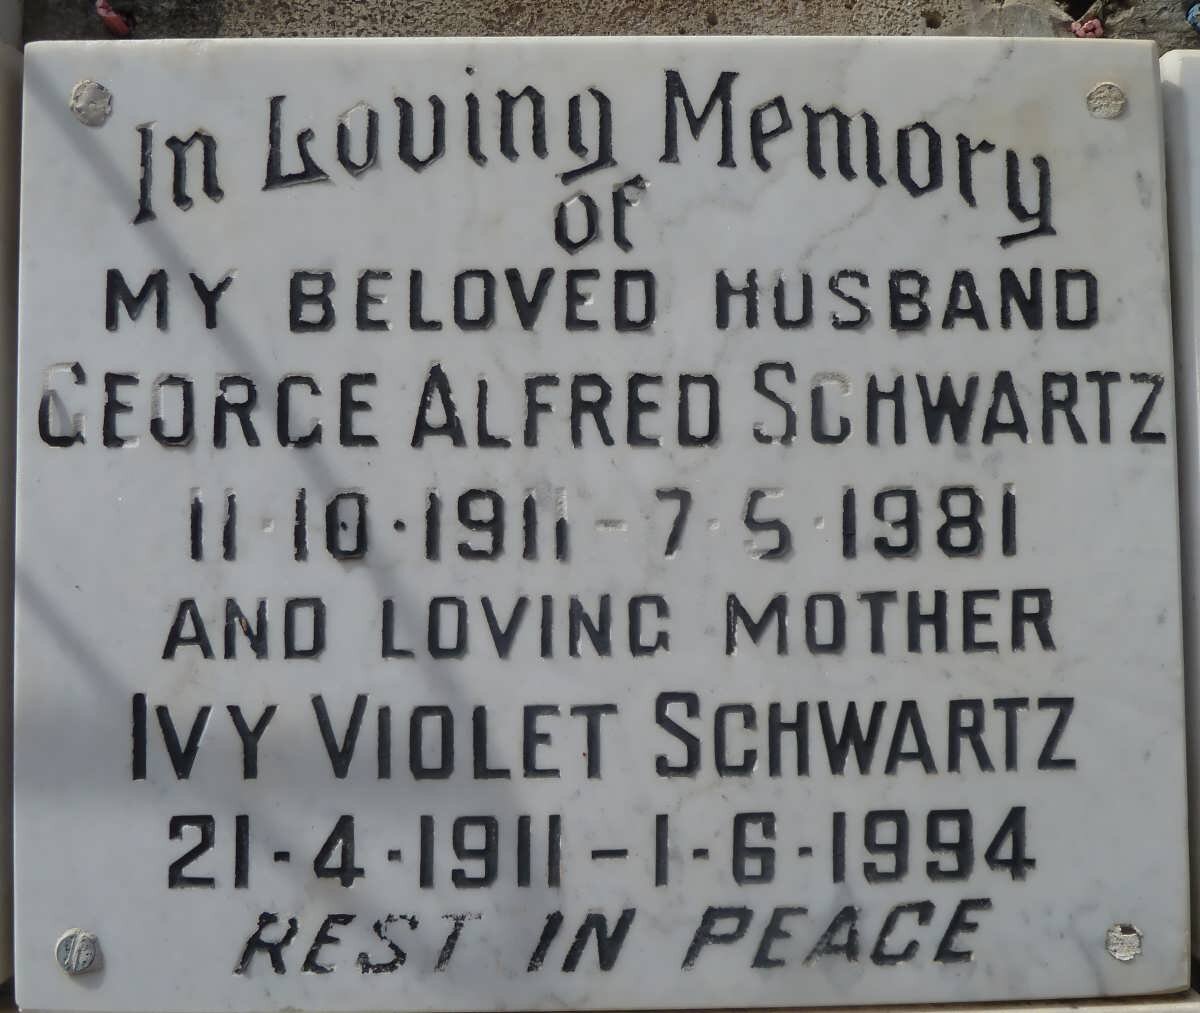 In Loving Memory
of
MY BELOVED HUSBAND
GEORGE ALFRED SCHWARTZ
11·10·1911 - 7·5·1981
AND LOVING MOTHER
IVY VIOLET SCHWARTZ
21·4·1911 - 1·6·1994
REST IN PEACE